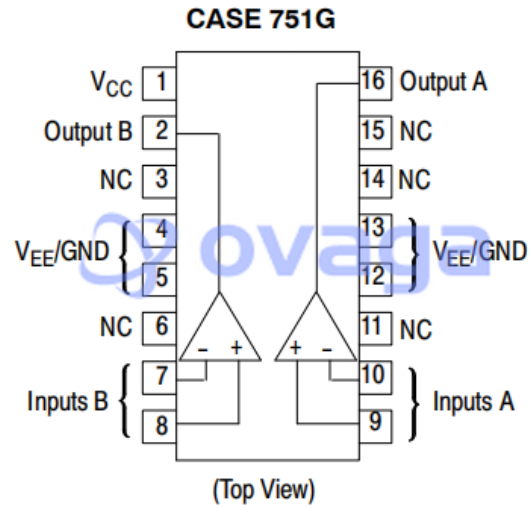 CASE 751G
VCC 1 16 Output A
Output B 2 15 NC
NC 3 14 NC
4 13
VEE/GND VEE/GND
5 12
NC 6 11 NC
- + + -
7 10
Inputs B Inputs A
8 9
(Top View)
ovaga